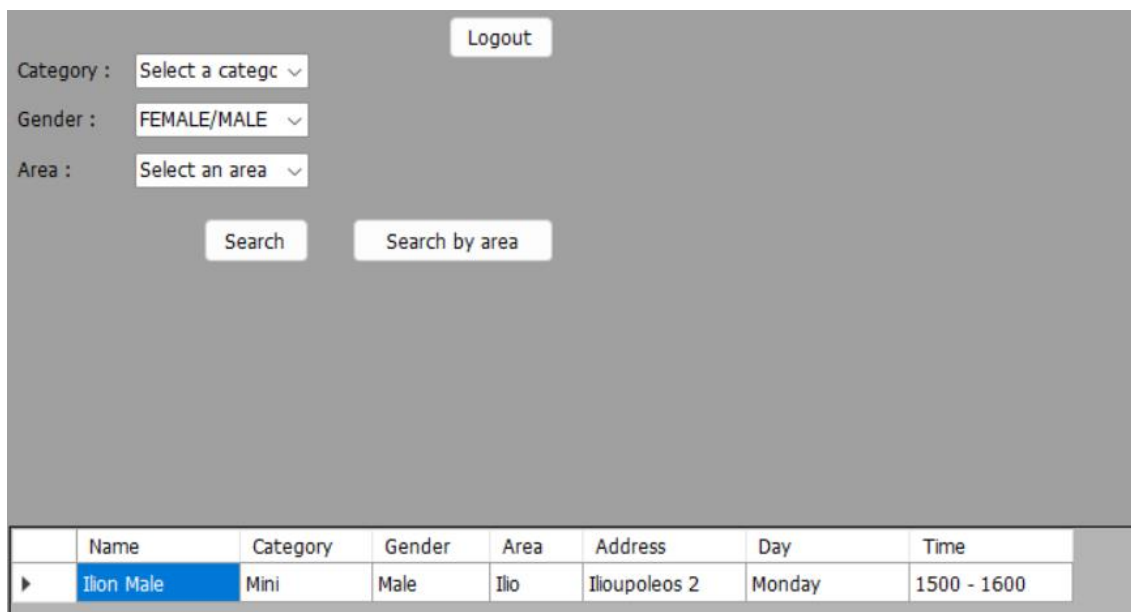 Logout
Category : Select a catego
Gender : FEMALE/MALE
Area : Select an area
Search Search by area
Name Category Gender Area Address Day Time
Ilion Male Mini Male Ilio Ilioupoleos 2 Monday 1500 - 1600